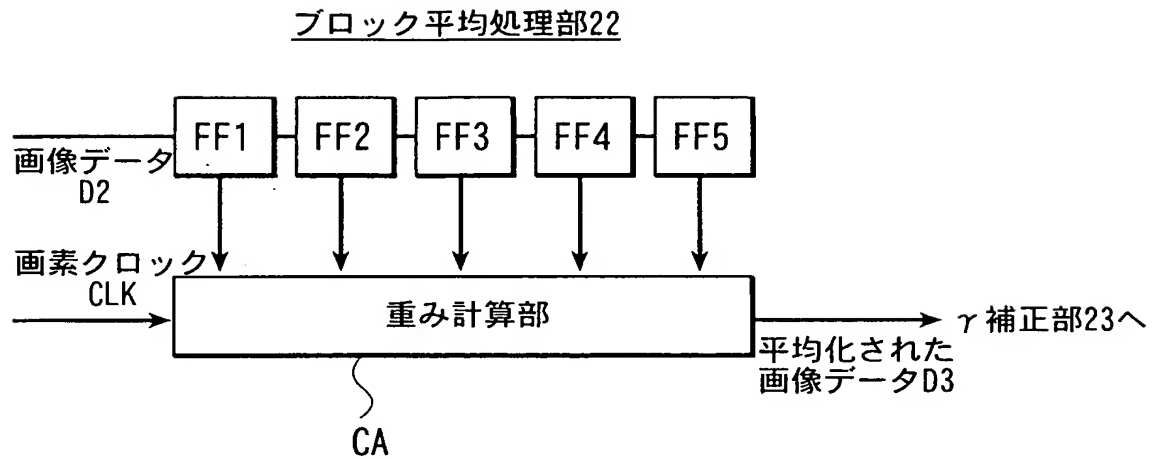 ブロック平均処理部22
FF1 FF2 FF3 FF4 FF5
画像データ
D2
画素クロック
CLK
重み計算部
γ補正部23へ
平均化された
画像データD3
CA